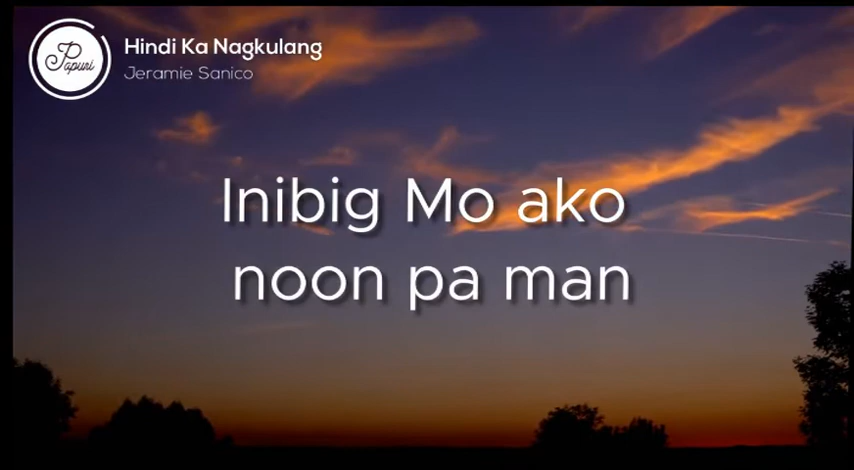 Papuri
Hindi Ka Nagkulang
Jeramie Sanico
Inibig Mo ako
noon pa man